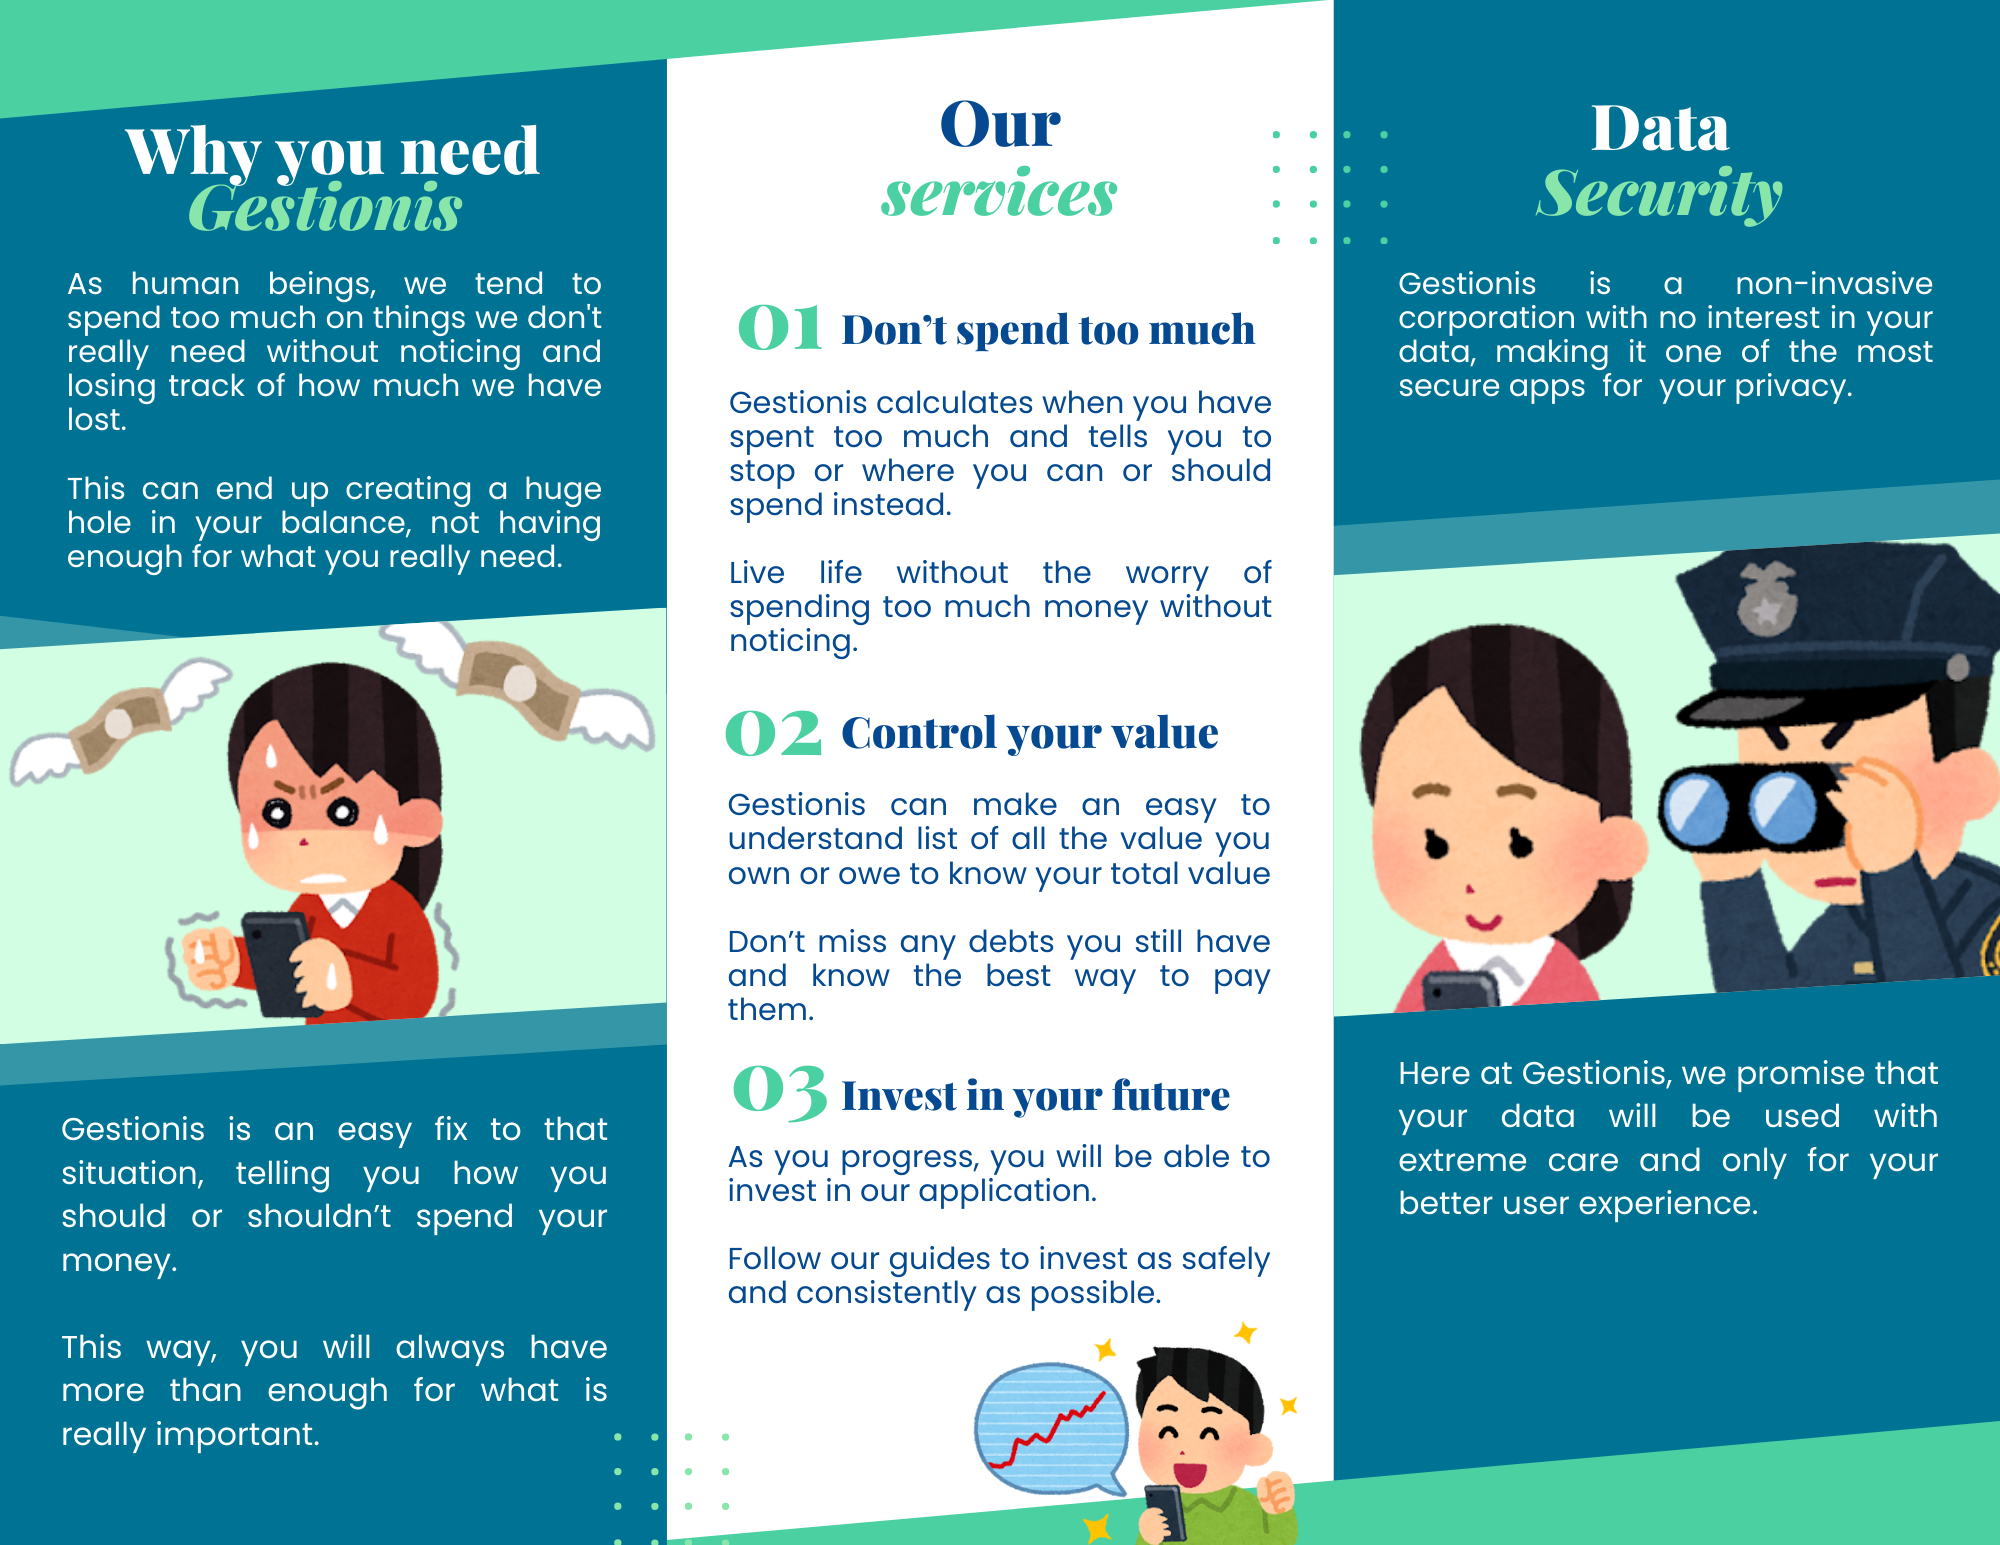 Why you need
Gestionis
As human beings, we tend to
spend too much on things we don't
really need without noticing and
losing track of how much we have
lost.
This can end up creating a huge
hole in your balance, not having
enough for what you really need.
Gestionis is an easy fix to that
situation, telling you how you
should or shouldn’t spend your
money.
This way, you will always have
more than enough for what is
really important.
Our
services
01 Don’t spend too much
Gestionis calculates when you have
spent too much and tells you to
stop or where you can or should
spend instead.
Live life without the worry of
spending too much money without
noticing.
02 Control your value
Gestionis can make an easy to
understand list of all the value you
own or owe to know your total value
Don’t miss any debts you still have
and know the best way to pay
them.
03 Invest in your future
As you progress, you will be able to
invest in our application.
Follow our guides to invest as safely
and consistently as possible.
Data
Security
Gestionis is a non-invasive
corporation with no interest in your
data, making it one of the most
secure apps for your privacy.
Here at Gestionis, we promise that
your data will be used with
extreme care and only for your
better user experience.